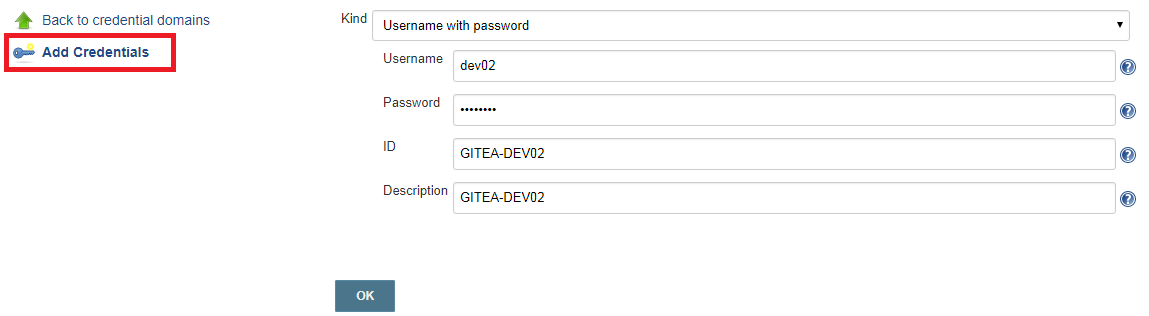 Back to credential domains
Add Credentials
Kind Username with password
Username dev02
Password ••••••••
ID GITEA-DEV02
Description GITEA-DEV02
OK